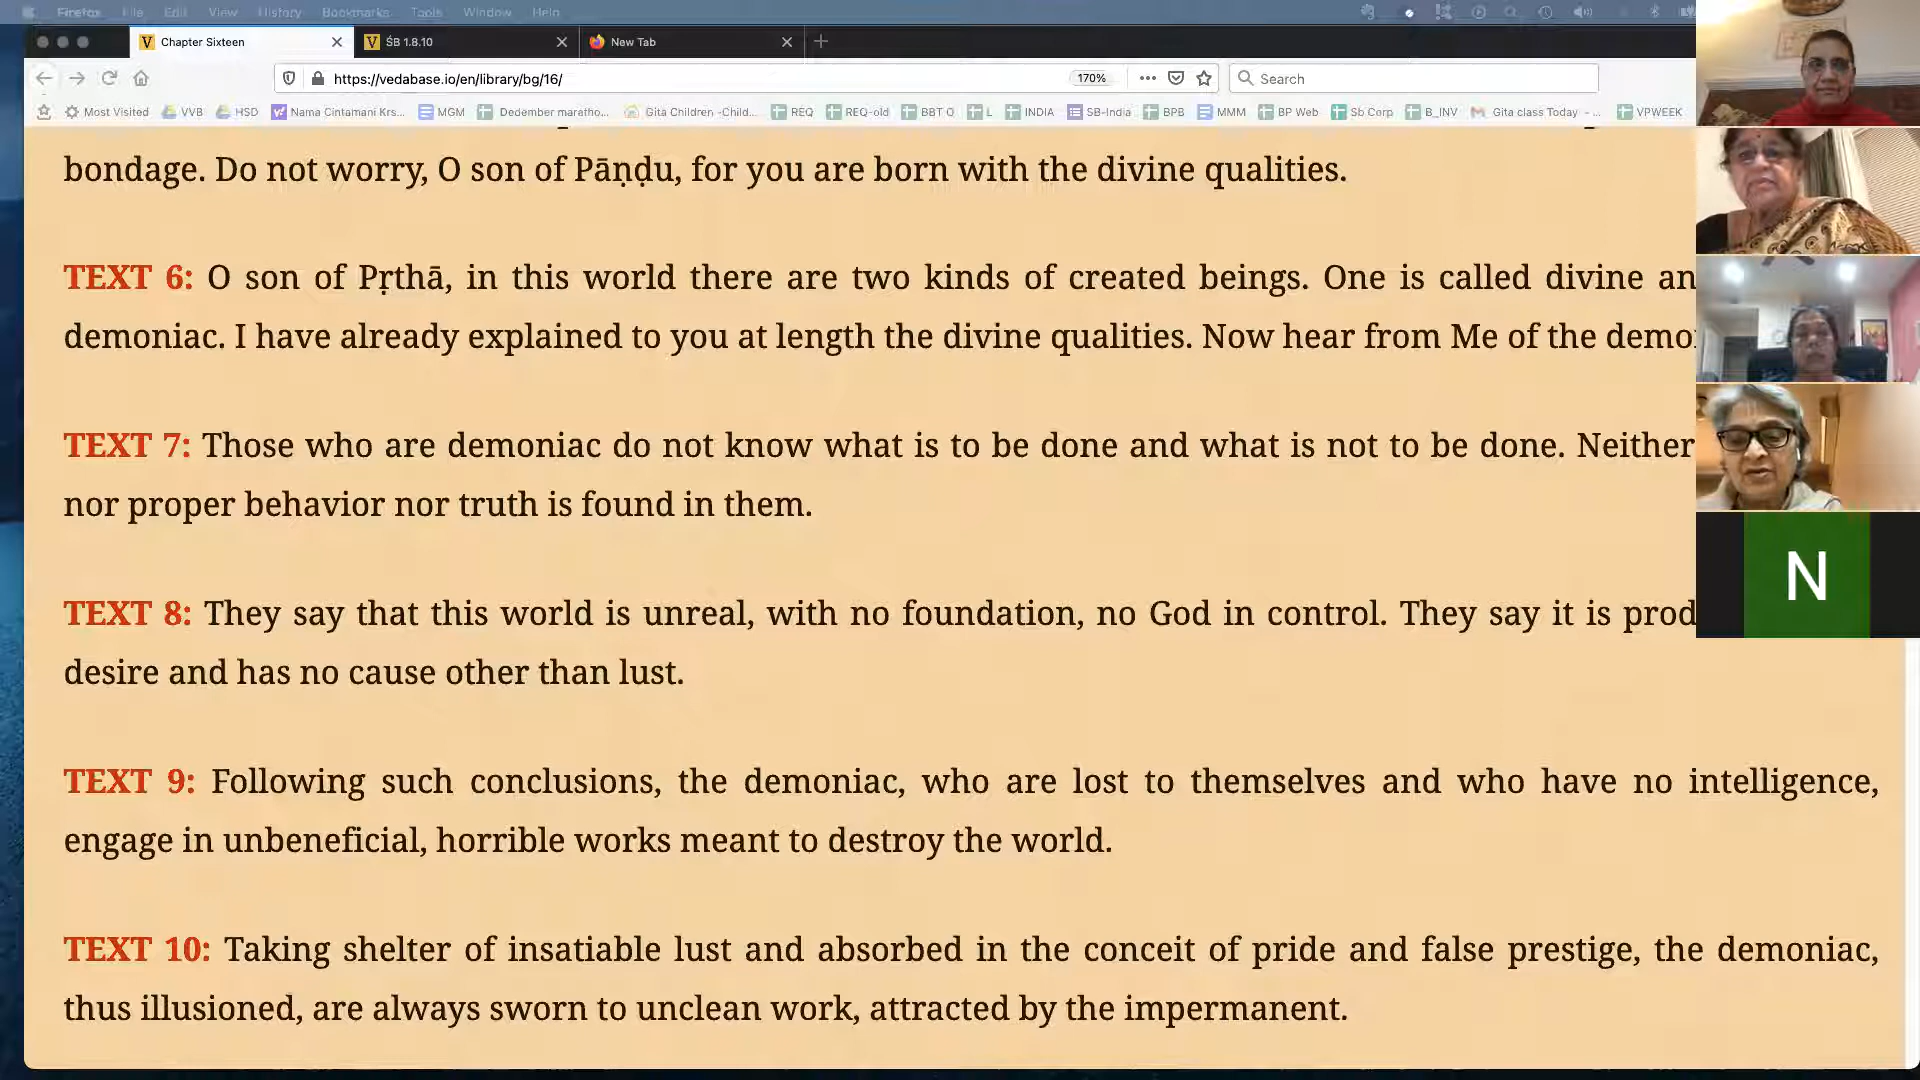 Firefox File Edit View History Bookmarks Tools Window Help
Chapter Sixteen ŚB 1.8.10 New Tab
https://vedabase.io/en/library/bg/16/ 170% Search
Most Visited VVB HSD Nama Cintamani Krs... MGM Dedember maratho... Gita Children -Child... REQ REQ-old BBT O L INDIA SB-India BPB MMM BP Web Sb Corp B_INV Gita class Today - ... VPWEEK
bondage. Do not worry, O son of Pāṇḍu, for you are born with the divine qualities.
TEXT 6: O son of Pṛthā, in this world there are two kinds of created beings. One is called divine an
demoniac. I have already explained to you at length the divine qualities. Now hear from Me of the demo
TEXT 7: Those who are demoniac do not know what is to be done and what is not to be done. Neither
nor proper behavior nor truth is found in them.
TEXT 8: They say that this world is unreal, with no foundation, no God in control. They say it is prod
desire and has no cause other than lust.
TEXT 9: Following such conclusions, the demoniac, who are lost to themselves and who have no intelligence,
engage in unbeneficial, horrible works meant to destroy the world.
TEXT 10: Taking shelter of insatiable lust and absorbed in the conceit of pride and false prestige, the demoniac,
thus illusioned, are always sworn to unclean work, attracted by the impermanent.
N